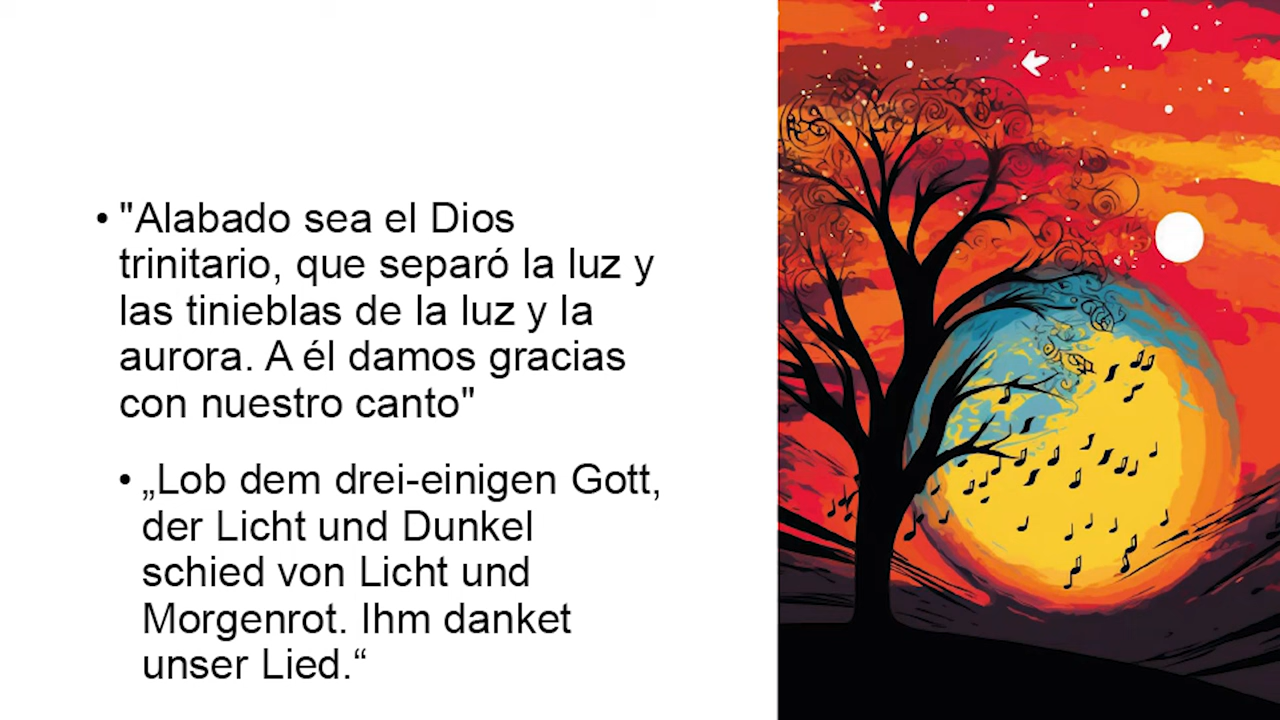 • "Alabado sea el Dios
trinitario, que separó la luz y
las tinieblas de la luz y la
aurora. A él damos gracias
con nuestro canto"
• „Lob dem drei-einigen Gott,
der Licht und Dunkel
schied von Licht und
Morgenrot. Ihm danket
unser Lied.“